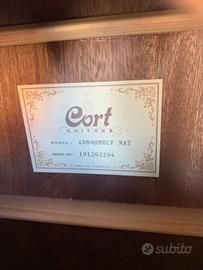 Cort
GUITARS
MODEL: AD890MBCF NAT
SERIAL NO: 191202294
subito